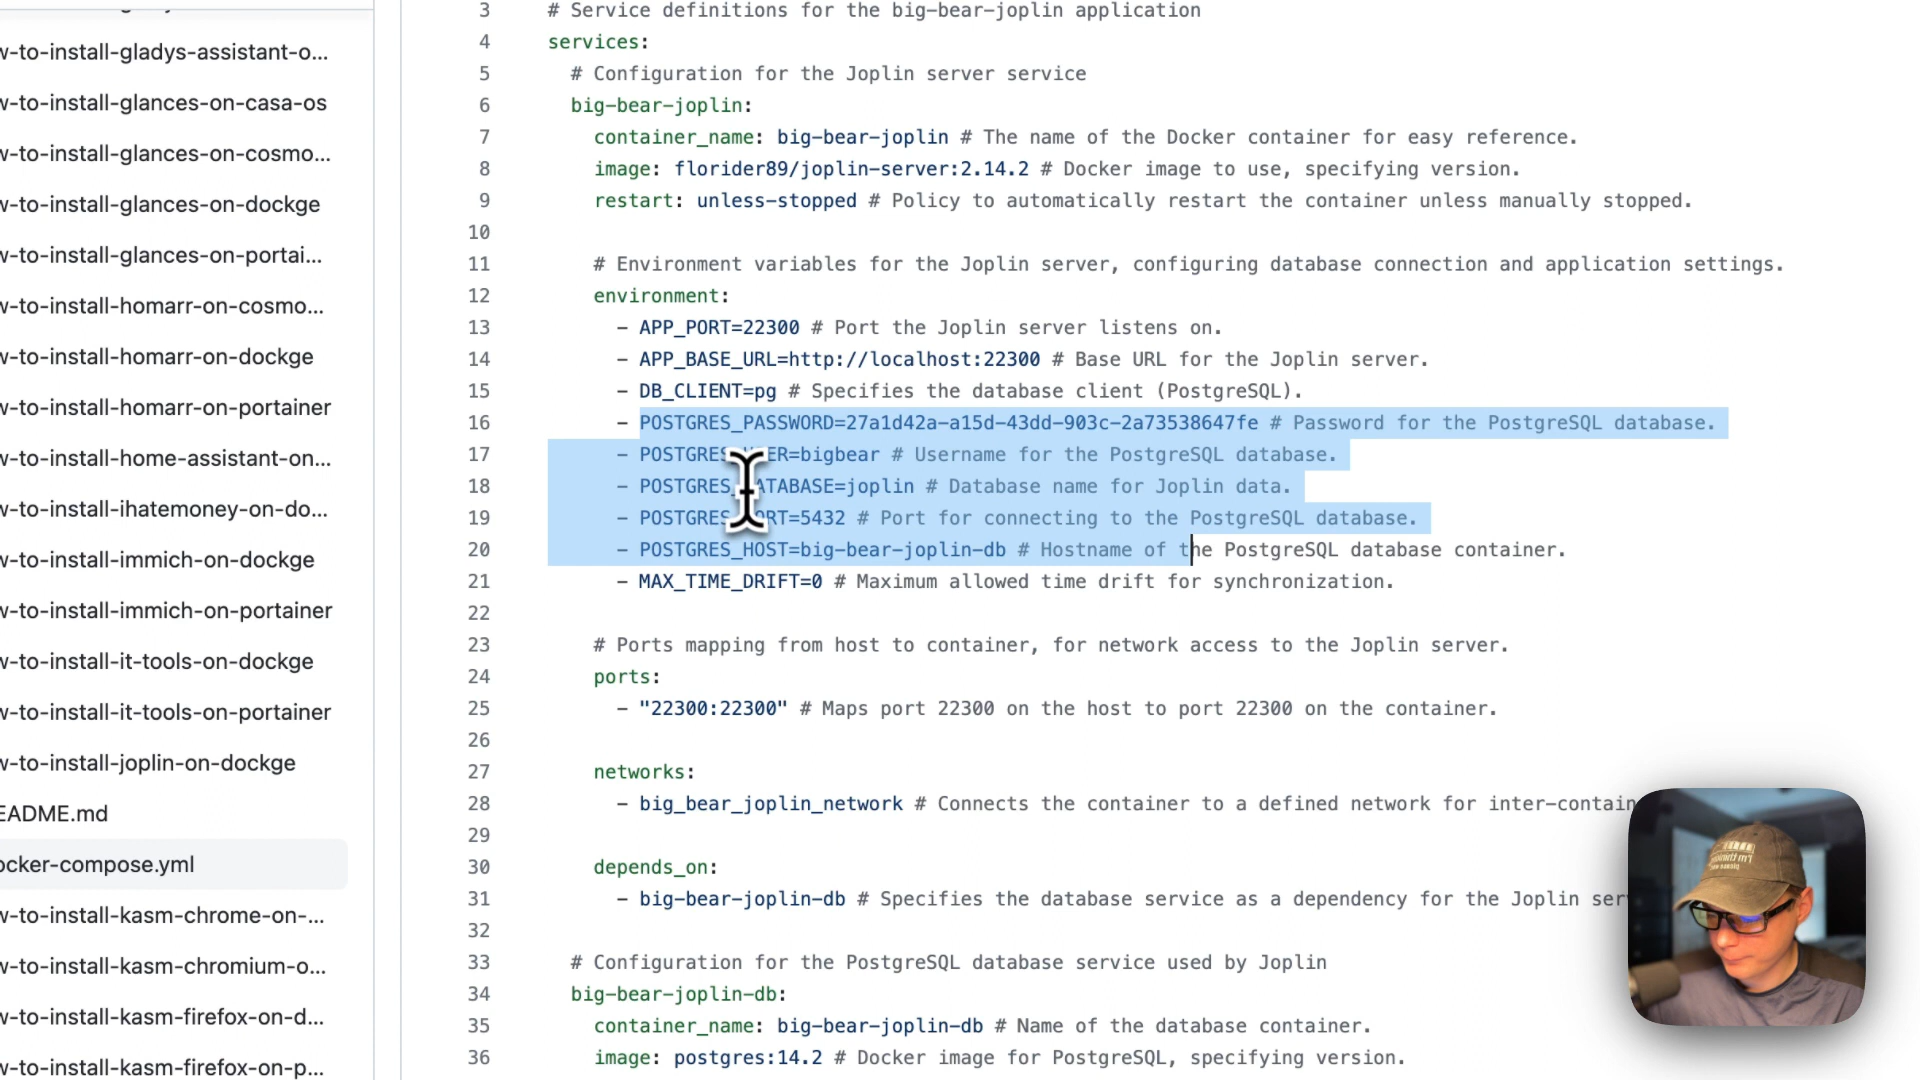 w-to-install-gladys-assistant-o...
w-to-install-glances-on-casa-os
w-to-install-glances-on-cosmo...
w-to-install-glances-on-dockge
w-to-install-glances-on-portai...
w-to-install-homarr-on-cosmo...
w-to-install-homarr-on-dockge
w-to-install-homarr-on-portainer
w-to-install-home-assistant-on...
w-to-install-ihatemoney-on-do...
w-to-install-immich-on-dockge
w-to-install-immich-on-portainer
w-to-install-it-tools-on-dockge
w-to-install-it-tools-on-portainer
w-to-install-joplin-on-dockge
EADME.md
ocker-compose.yml
w-to-install-kasm-chrome-on-...
w-to-install-kasm-chromium-o...
w-to-install-kasm-firefox-on-d...
w-to-install-kasm-firefox-on-p...
3 # Service definitions for the big-bear-joplin application
4 services:
5 # Configuration for the Joplin server service
6 big-bear-joplin:
7 container_name: big-bear-joplin # The name of the Docker container for easy reference.
8 image: florider89/joplin-server:2.14.2 # Docker image to use, specifying version.
9 restart: unless-stopped # Policy to automatically restart the container unless manually stopped.
10
11 # Environment variables for the Joplin server, configuring database connection and application settings.
12 environment:
13 - APP_PORT=22300 # Port the Joplin server listens on.
14 - APP_BASE_URL=http://localhost:22300 # Base URL for the Joplin server.
15 - DB_CLIENT=pg # Specifies the database client (PostgreSQL).
16 - POSTGRES_PASSWORD=27a1d42a-a15d-43dd-903c-2a73538647fe # Password for the PostgreSQL database.
17 - POSTGRES_USER=bigbear # Username for the PostgreSQL database.
18 - POSTGRES_DATABASE=joplin # Database name for Joplin data.
19 - POSTGRES_PORT=5432 # Port for connecting to the PostgreSQL database.
20 - POSTGRES_HOST=big-bear-joplin-db # Hostname of the PostgreSQL database container.
21 - MAX_TIME_DRIFT=0 # Maximum allowed time drift for synchronization.
22
23 # Ports mapping from host to container, for network access to the Joplin server.
24 ports:
25 - "22300:22300" # Maps port 22300 on the host to port 22300 on the container.
26
27 networks:
28 - big_bear_joplin_network # Connects the container to a defined network for inter-contain
29
30 depends_on:
31 - big-bear-joplin-db # Specifies the database service as a dependency for the Joplin ser
32
33 # Configuration for the PostgreSQL database service used by Joplin
34 big-bear-joplin-db:
35 container_name: big-bear-joplin-db # Name of the database container.
36 image: postgres:14.2 # Docker image for PostgreSQL, specifying version.